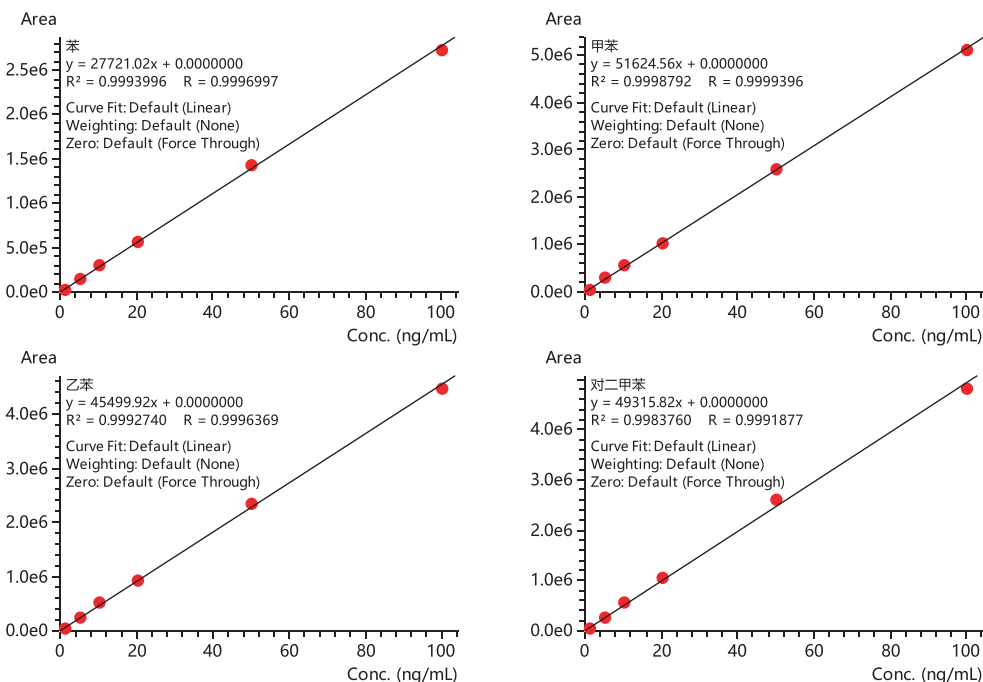 Area
苯
y = 27721.02x + 0.0000000
R² = 0.9993996 R = 0.9996997
Curve Fit: Default (Linear)
Weighting: Default (None)
Zero: Default (Force Through)
2.5e6
2.0e6
1.5e6
1.0e6
5.0e5
0.0e0
0 20 40 60 80 100
Conc. (ng/mL)
Area
甲苯
y = 51624.56x + 0.0000000
R² = 0.9998792 R = 0.9999396
Curve Fit: Default (Linear)
Weighting: Default (None)
Zero: Default (Force Through)
5.0e6
4.0e6
3.0e6
2.0e6
1.0e6
0.0e0
0 20 40 60 80 100
Conc. (ng/mL)
Area
乙苯
y = 45499.92x + 0.0000000
R² = 0.9992740 R = 0.9996369
Curve Fit: Default (Linear)
Weighting: Default (None)
Zero: Default (Force Through)
4.0e6
3.0e6
2.0e6
1.0e6
0.0e0
0 20 40 60 80 100
Conc. (ng/mL)
Area
对二甲苯
y = 49315.82x + 0.0000000
R² = 0.9983760 R = 0.9991877
Curve Fit: Default (Linear)
Weighting: Default (None)
Zero: Default (Force Through)
4.0e6
3.0e6
2.0e6
1.0e6
0.0e0
0 20 40 60 80 100
Conc. (ng/mL)